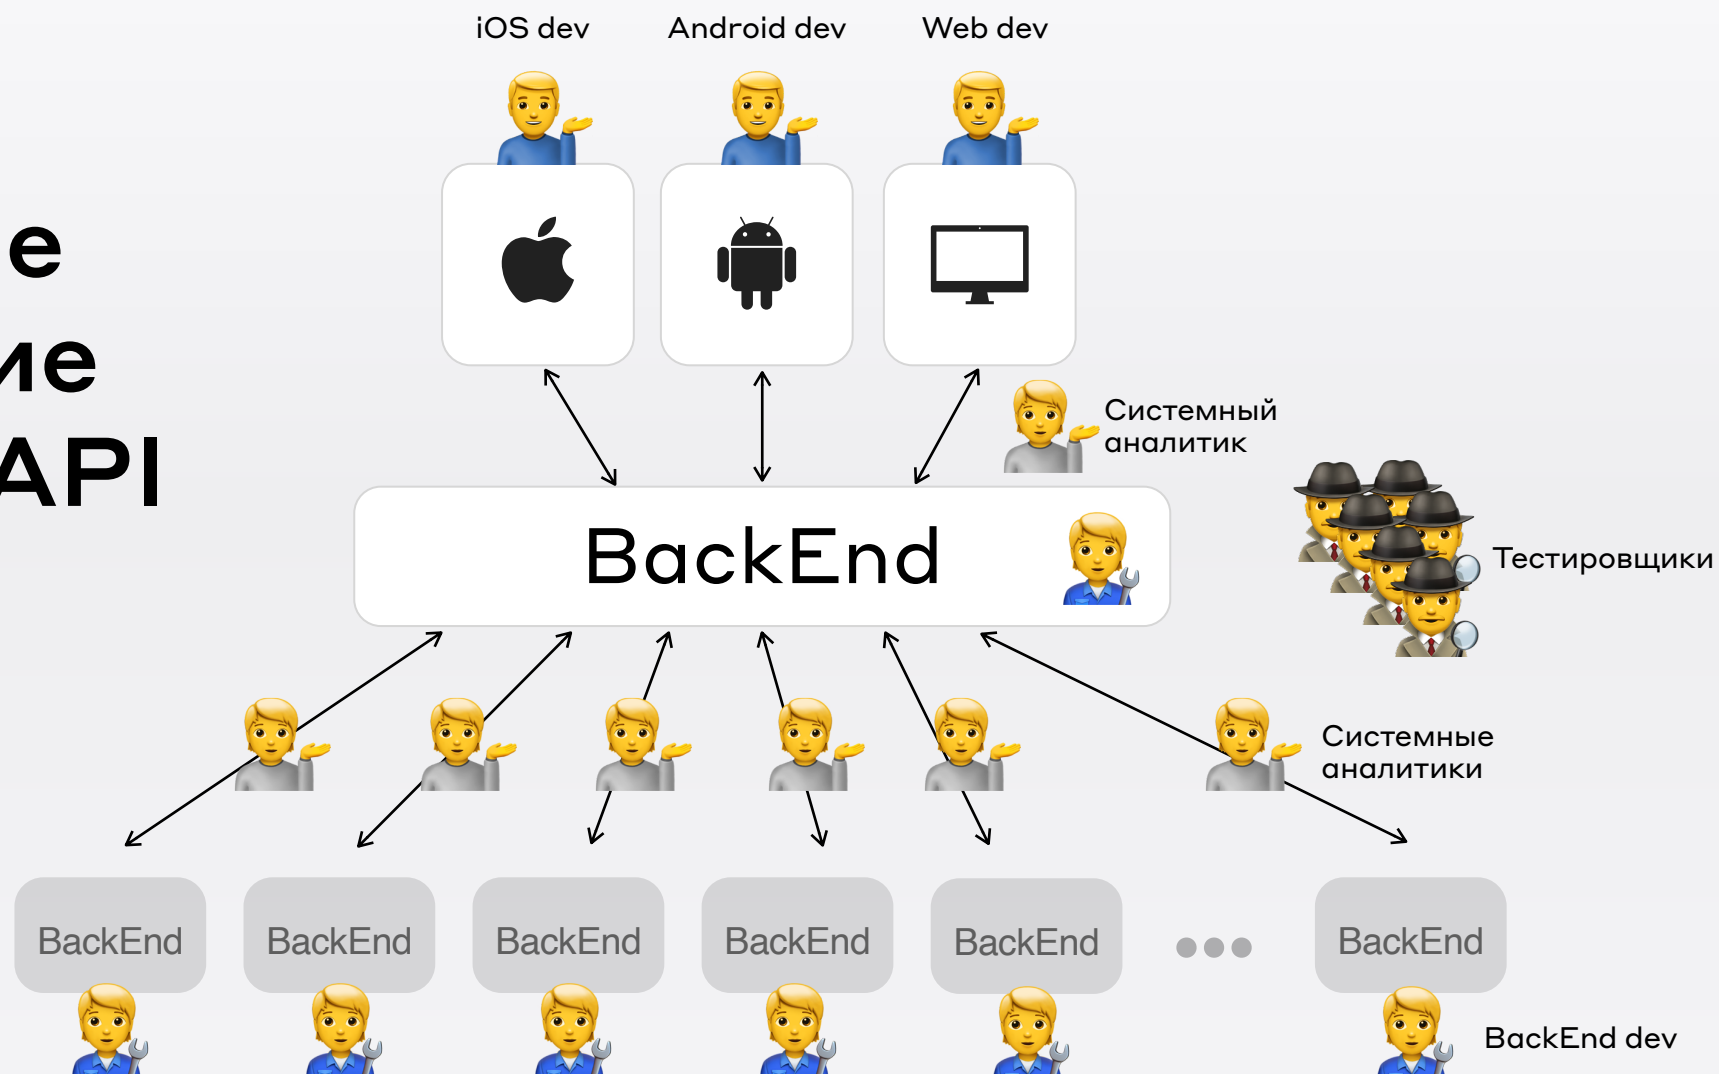 iOS dev
Android dev
Web dev
е
ие
API
Системный
аналитик
BackEnd
Тестировщики
Системные
аналитики
BackEnd
BackEnd
BackEnd
BackEnd
BackEnd
BackEnd
BackEnd dev